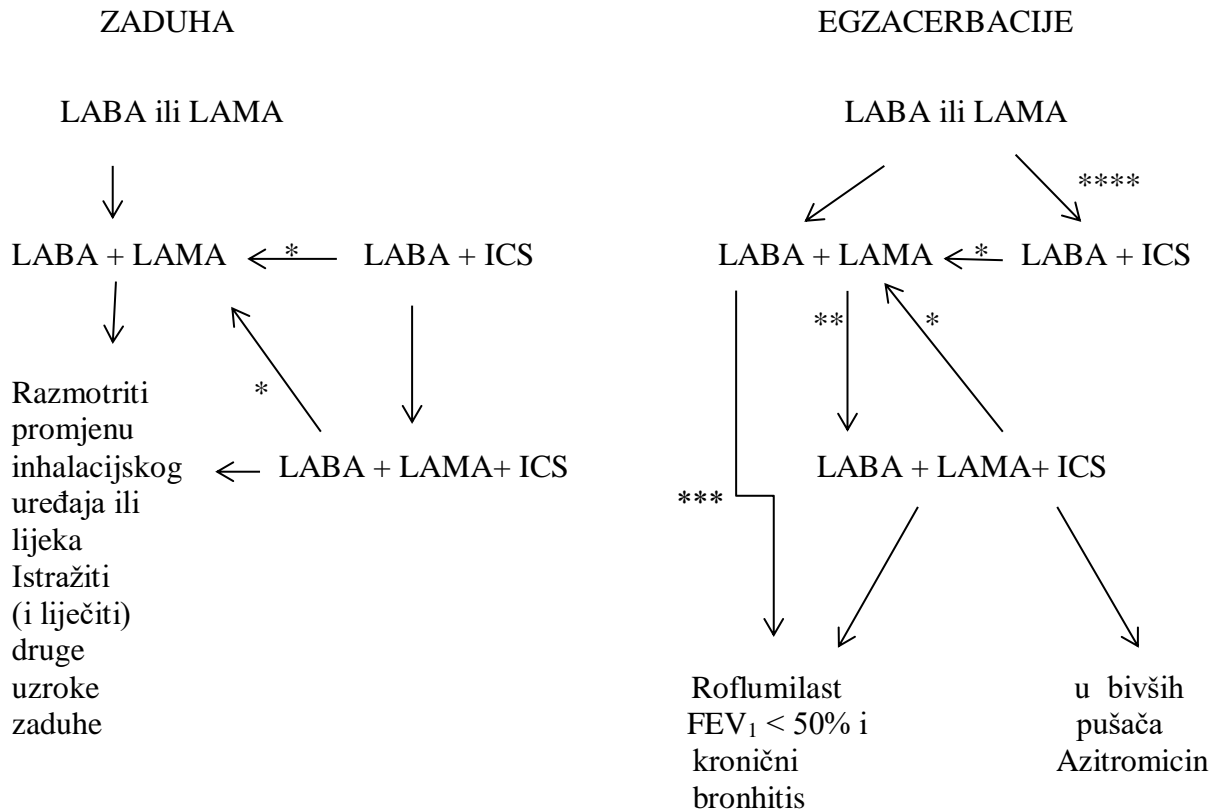 ZADUHA
LABA ili LAMA
LABA + LAMA * LABA + ICS
*
Razmotriti
promjenu
inhalacijskog
uređaja ili
lijeka
Istražiti
(i liječiti)
druge
uzroke
zaduhe
LABA + LAMA+ ICS
EGZACERBACIJE
LABA ili LAMA
****
LABA + LAMA * LABA + ICS
** *
LABA + LAMA+ ICS
***
Roflumilast
FEV₁ < 50% i
kronični
bronhitis
u bivših
pušača
Azitromicin